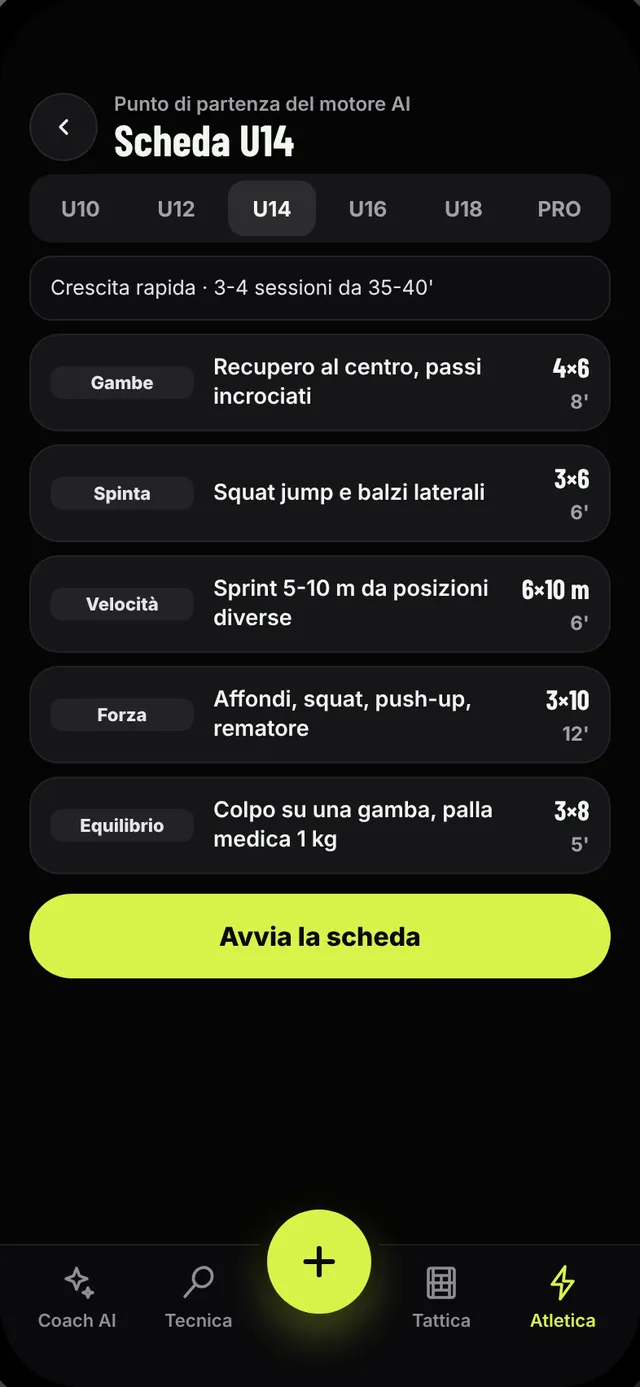 Punto di partenza del motore AI
Scheda U14
U10 U12 U14 U16 U18 PRO
Crescita rapida · 3-4 sessioni da 35-40'
Gambe
Recupero al centro, passi
incrociati
4×6
8'
Spinta
Squat jump e balzi laterali
3×6
6'
Velocità
Sprint 5-10 m da posizioni
diverse
6×10 m
6'
Forza
Affondi, squat, push-up,
rematore
3×10
12'
Equilibrio
Colpo su una gamba, palla
medica 1 kg
3×8
5'
Avvia la scheda
Coach AI Tecnica Tattica Atletica